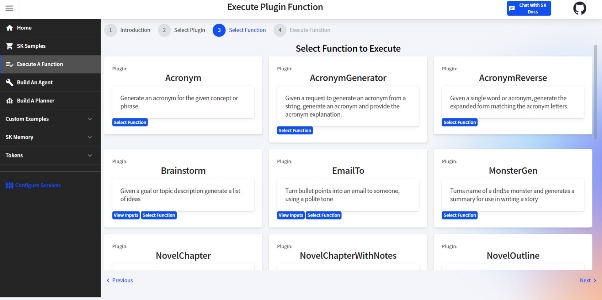 Execute Plugin Function
Chat With SK
Docs
Home
SK Samples
Execute A Function
Build An Agent
Build A Planner
Custom Examples
SK Memory
Tokens
Configure Services
1 Introduction 2 Select Plugin 3 Select Function 4 Execute Function
Select Function to Execute
Plugin:
Acronym
Generate an acronym for the given concept or
phrase
Select Function
Plugin:
AcronymGenerator
Given a request to generate an acronym from a
string, generate an acronym and provide the
acronym explanation.
Select Function
Plugin:
AcronymReverse
Given a single word or acronym, generate the
expanded form matching the acronym letters.
Select Function
Plugin:
Brainstorm
Given a goal or topic description generate a list
of ideas
View Inputs Select Function
Plugin:
EmailTo
Turn bullet points into an email to someone,
using a polite tone
View Inputs Select Function
Plugin:
MonsterGen
Turns name of a dnd5e monster and generates a
summary for use in writing a story
Select Function
Plugin:
NovelChapter
Plugin:
NovelChapterWithNotes
Plugin:
NovelOutline
Previous
Next